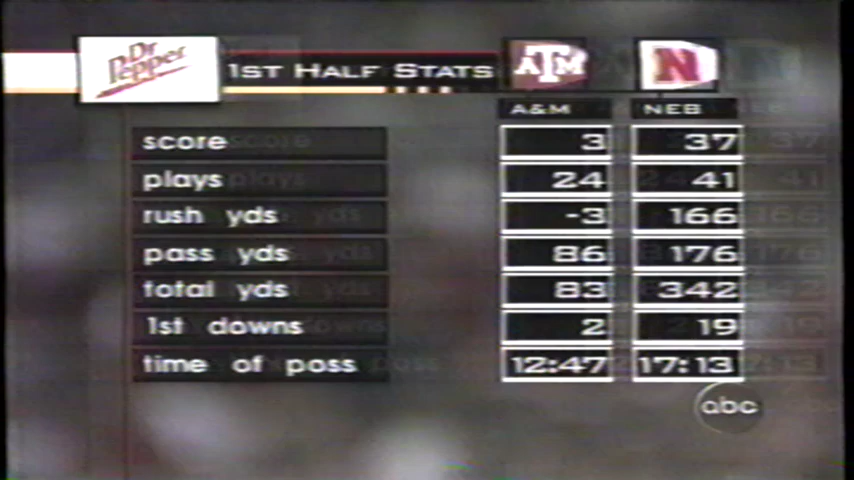 Dr Pepper
1ST HALF STATS ATM N
A&M NEB
score 3 37
plays 24 41
rush yds -3 166
pass yds 86 176
total yds 83 342
1st downs 2 19
time of poss 12:47 17:13
abc